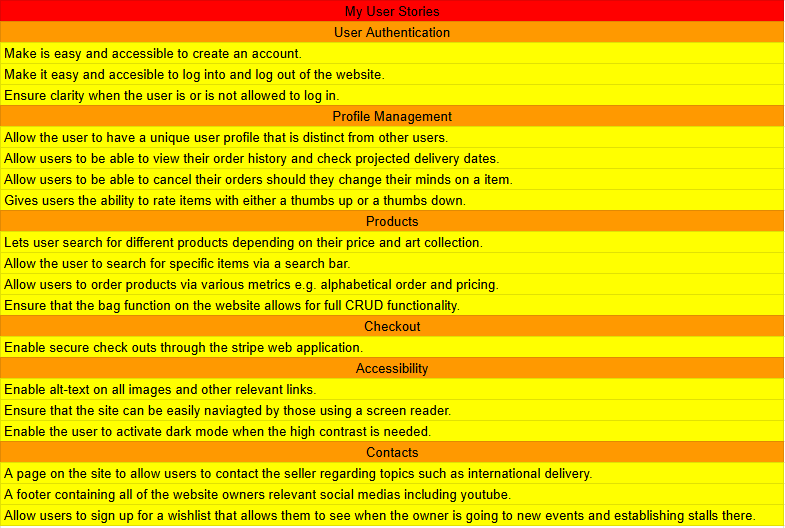 My User Stories
User Authentication
Make is easy and accessible to create an account.
Make it easy and accesible to log into and log out of the website.
Ensure clarity when the user is or is not allowed to log in.
Profile Management
Allow the user to have a unique user profile that is distinct from other users.
Allow users to be able to view their order history and check projected delivery dates.
Allow users to be able to cancel their orders should they change their minds on a item.
Gives users the ability to rate items with either a thumbs up or a thumbs down.
Products
Lets user search for different products depending on their price and art collection.
Allow the user to search for specific items via a search bar.
Allow users to order products via various metrics e.g. alphabetical order and pricing.
Ensure that the bag function on the website allows for full CRUD functionality.
Checkout
Enable secure check outs through the stripe web application.
Accessibility
Enable alt-text on all images and other relevant links.
Ensure that the site can be easily naviagted by those using a screen reader.
Enable the user to activate dark mode when the high contrast is needed.
Contacts
A page on the site to allow users to contact the seller regarding topics such as international delivery.
A footer containing all of the website owners relevant social medias including youtube.
Allow users to sign up for a wishlist that allows them to see when the owner is going to new events and establishing stalls there.